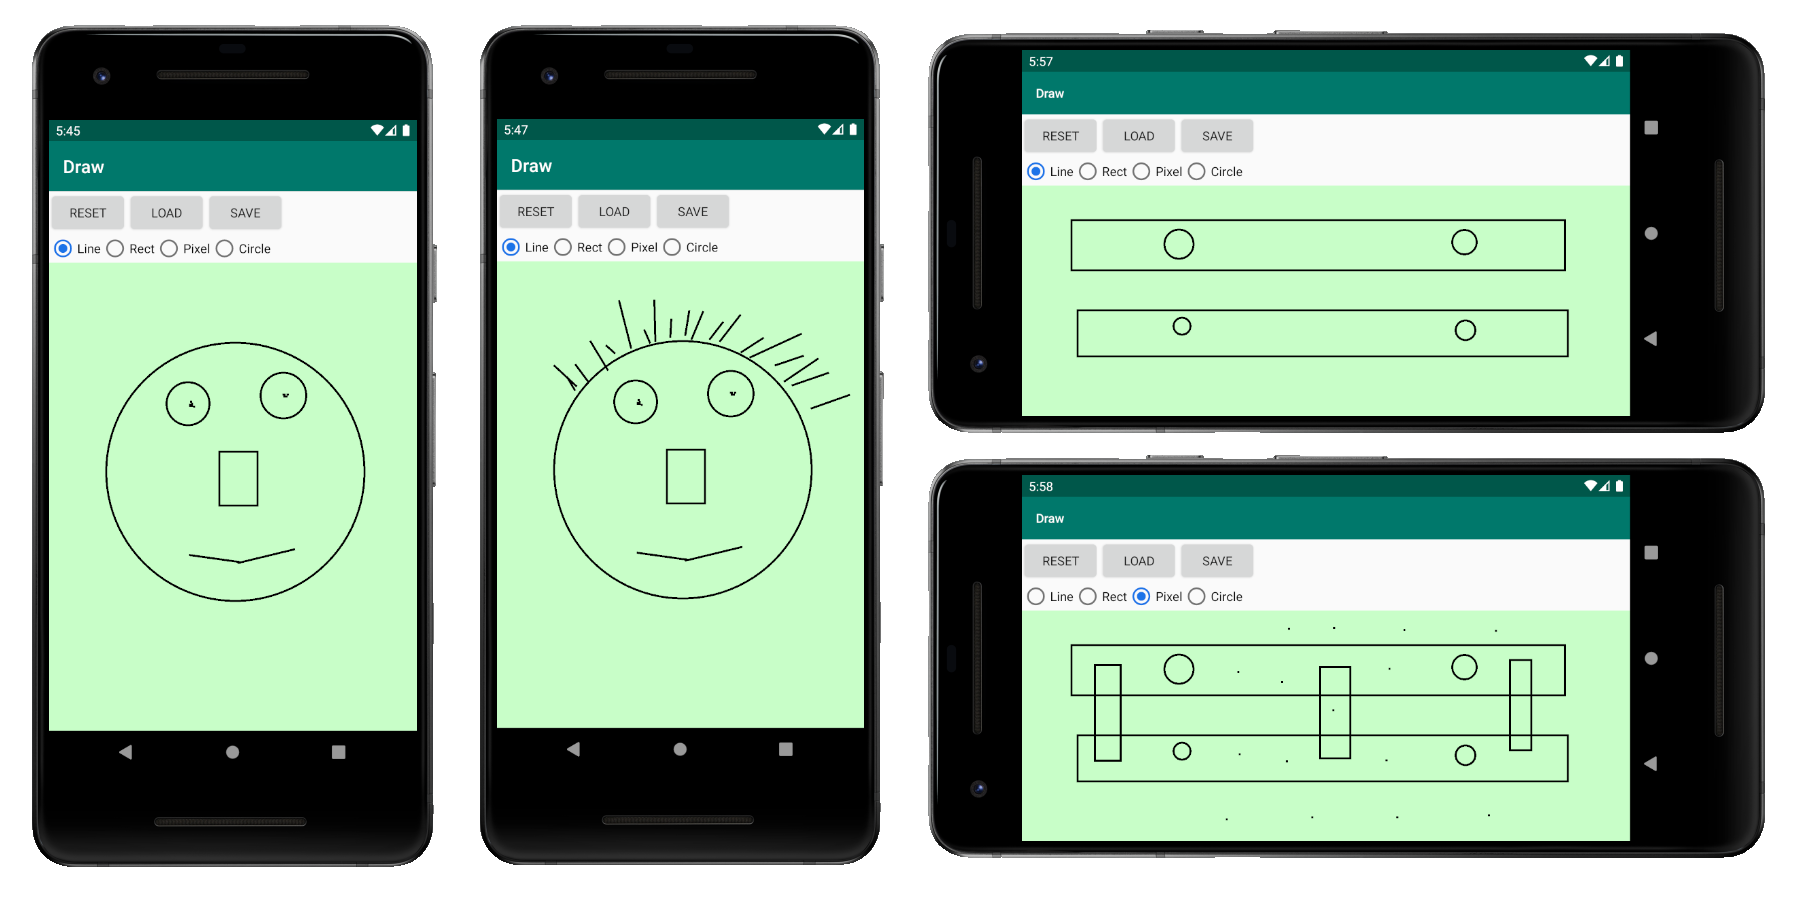 5:45
Draw
RESET LOAD SAVE
Line Rect Pixel Circle
5:47
Draw
RESET LOAD SAVE
Line Rect Pixel Circle
5:57
Draw
RESET LOAD SAVE
Line Rect Pixel Circle
5:58
Draw
RESET LOAD SAVE
Line Rect Pixel Circle